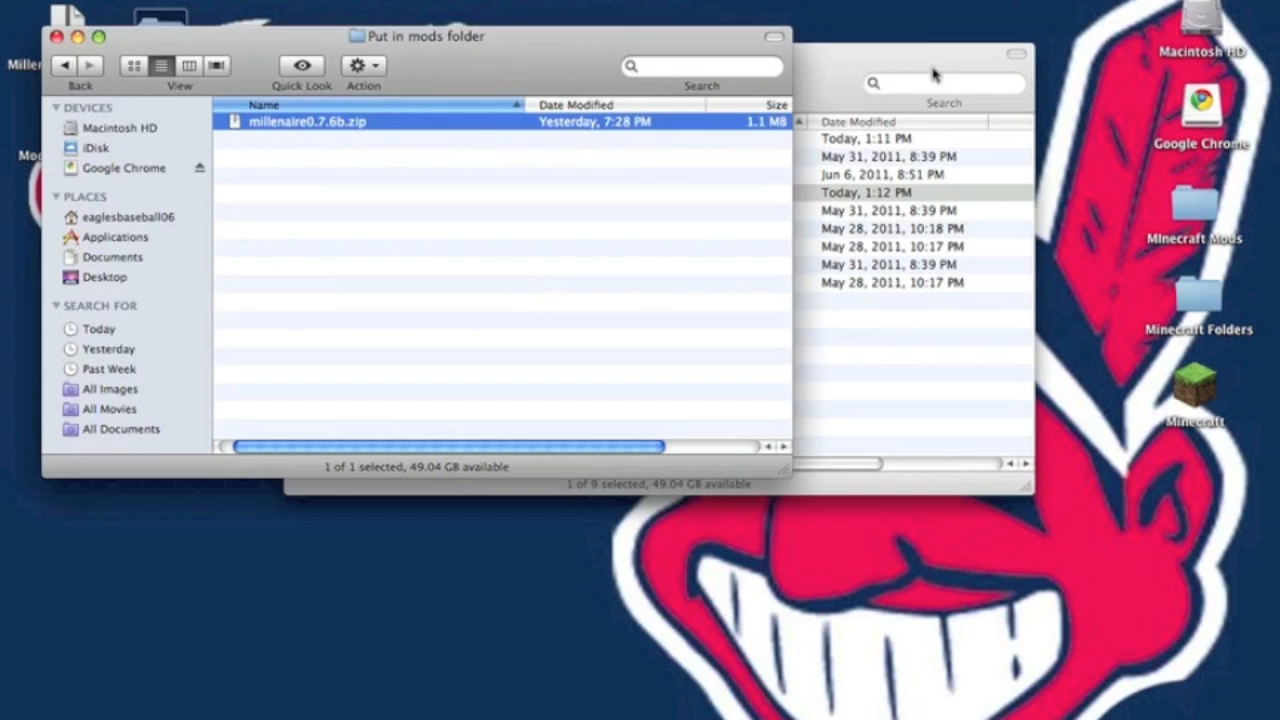 Put in mods folder
Back
View
Quick Look
Action
Search
DEVICES
Macintosh HD
iDisk
Google Chrome
PLACES
eaglesbaseball06
Applications
Documents
Desktop
SEARCH FOR
Today
Yesterday
Past Week
All Images
All Movies
All Documents
Name Date Modified Size
millenaire0.7.6b.zip Yesterday, 7:28 PM 1.1 MB
1 of 1 selected, 49.04 GB available
Search
Date Modified
Today, 1:11 PM
May 31, 2011, 8:39 PM
Jun 6, 2011, 8:51 PM
Today, 1:12 PM
May 31, 2011, 8:39 PM
May 28, 2011, 10:18 PM
May 28, 2011, 10:17 PM
May 31, 2011, 8:39 PM
May 28, 2011, 10:17 PM
1 of 9 selected, 49.04 GB available
Macintosh HD
Google Chrome
MInecraft Mods
Minecraft Folders
Minecraft
Miller
Moc